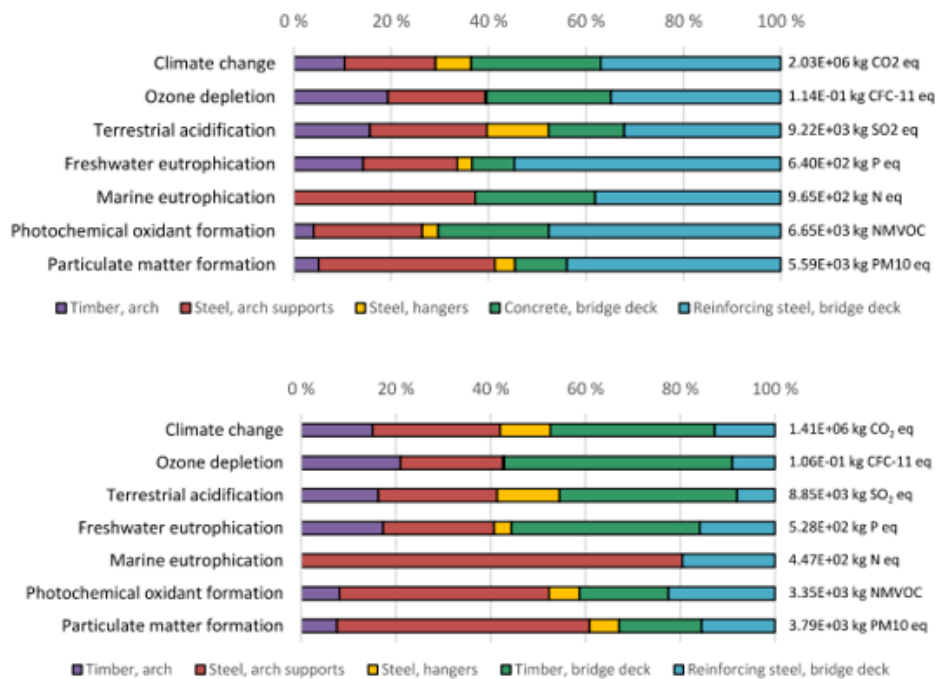 0 % 20 % 40 % 60 % 80 % 100 %
Climate change 2.03E+06 kg CO2 eq
Ozone depletion 1.14E-01 kg CFC-11 eq
Terrestrial acidification 9.22E+03 kg SO2 eq
Freshwater eutrophication 6.40E+02 kg P eq
Marine eutrophication 9.65E+02 kg N eq
Photochemical oxidant formation 6.65E+03 kg NMVOC
Particulate matter formation 5.59E+03 kg PM10 eq
Timber, arch Steel, arch supports Steel, hangers Concrete, bridge deck Reinforcing steel, bridge deck
0 % 20 % 40 % 60 % 80 % 100 %
Climate change 1.41E+06 kg CO₂ eq
Ozone depletion 1.06E-01 kg CFC-11 eq
Terrestrial acidification 8.85E+03 kg SO₂ eq
Freshwater eutrophication 5.28E+02 kg P eq
Marine eutrophication 4.47E+02 kg N eq
Photochemical oxidant formation 3.35E+03 kg NMVOC
Particulate matter formation 3.79E+03 kg PM10 eq
Timber, arch Steel, arch supports Steel, hangers Timber, bridge deck Reinforcing steel, bridge deck